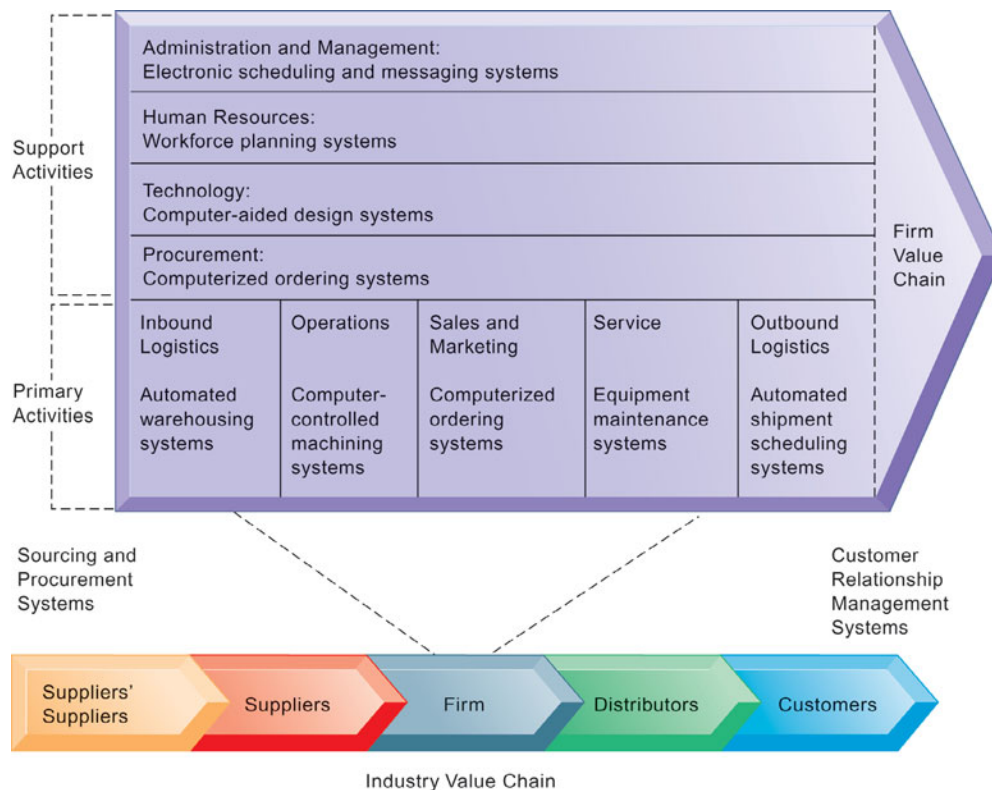 Support
Activities
Administration and Management:
Electronic scheduling and messaging systems
Human Resources:
Workforce planning systems
Technology:
Computer-aided design systems
Procurement:
Computerized ordering systems
Firm
Value
Chain
Primary
Activities
Inbound
Logistics
Automated
warehousing
systems
Operations
Computer-
controlled
machining
systems
Sales and
Marketing
Computerized
ordering
systems
Service
Equipment
maintenance
systems
Outbound
Logistics
Automated
shipment
scheduling
systems
Sourcing and
Procurement
Systems
Customer
Relationship
Management
Systems
Suppliers'
Suppliers
Suppliers
Firm
Distributors
Customers
Industry Value Chain